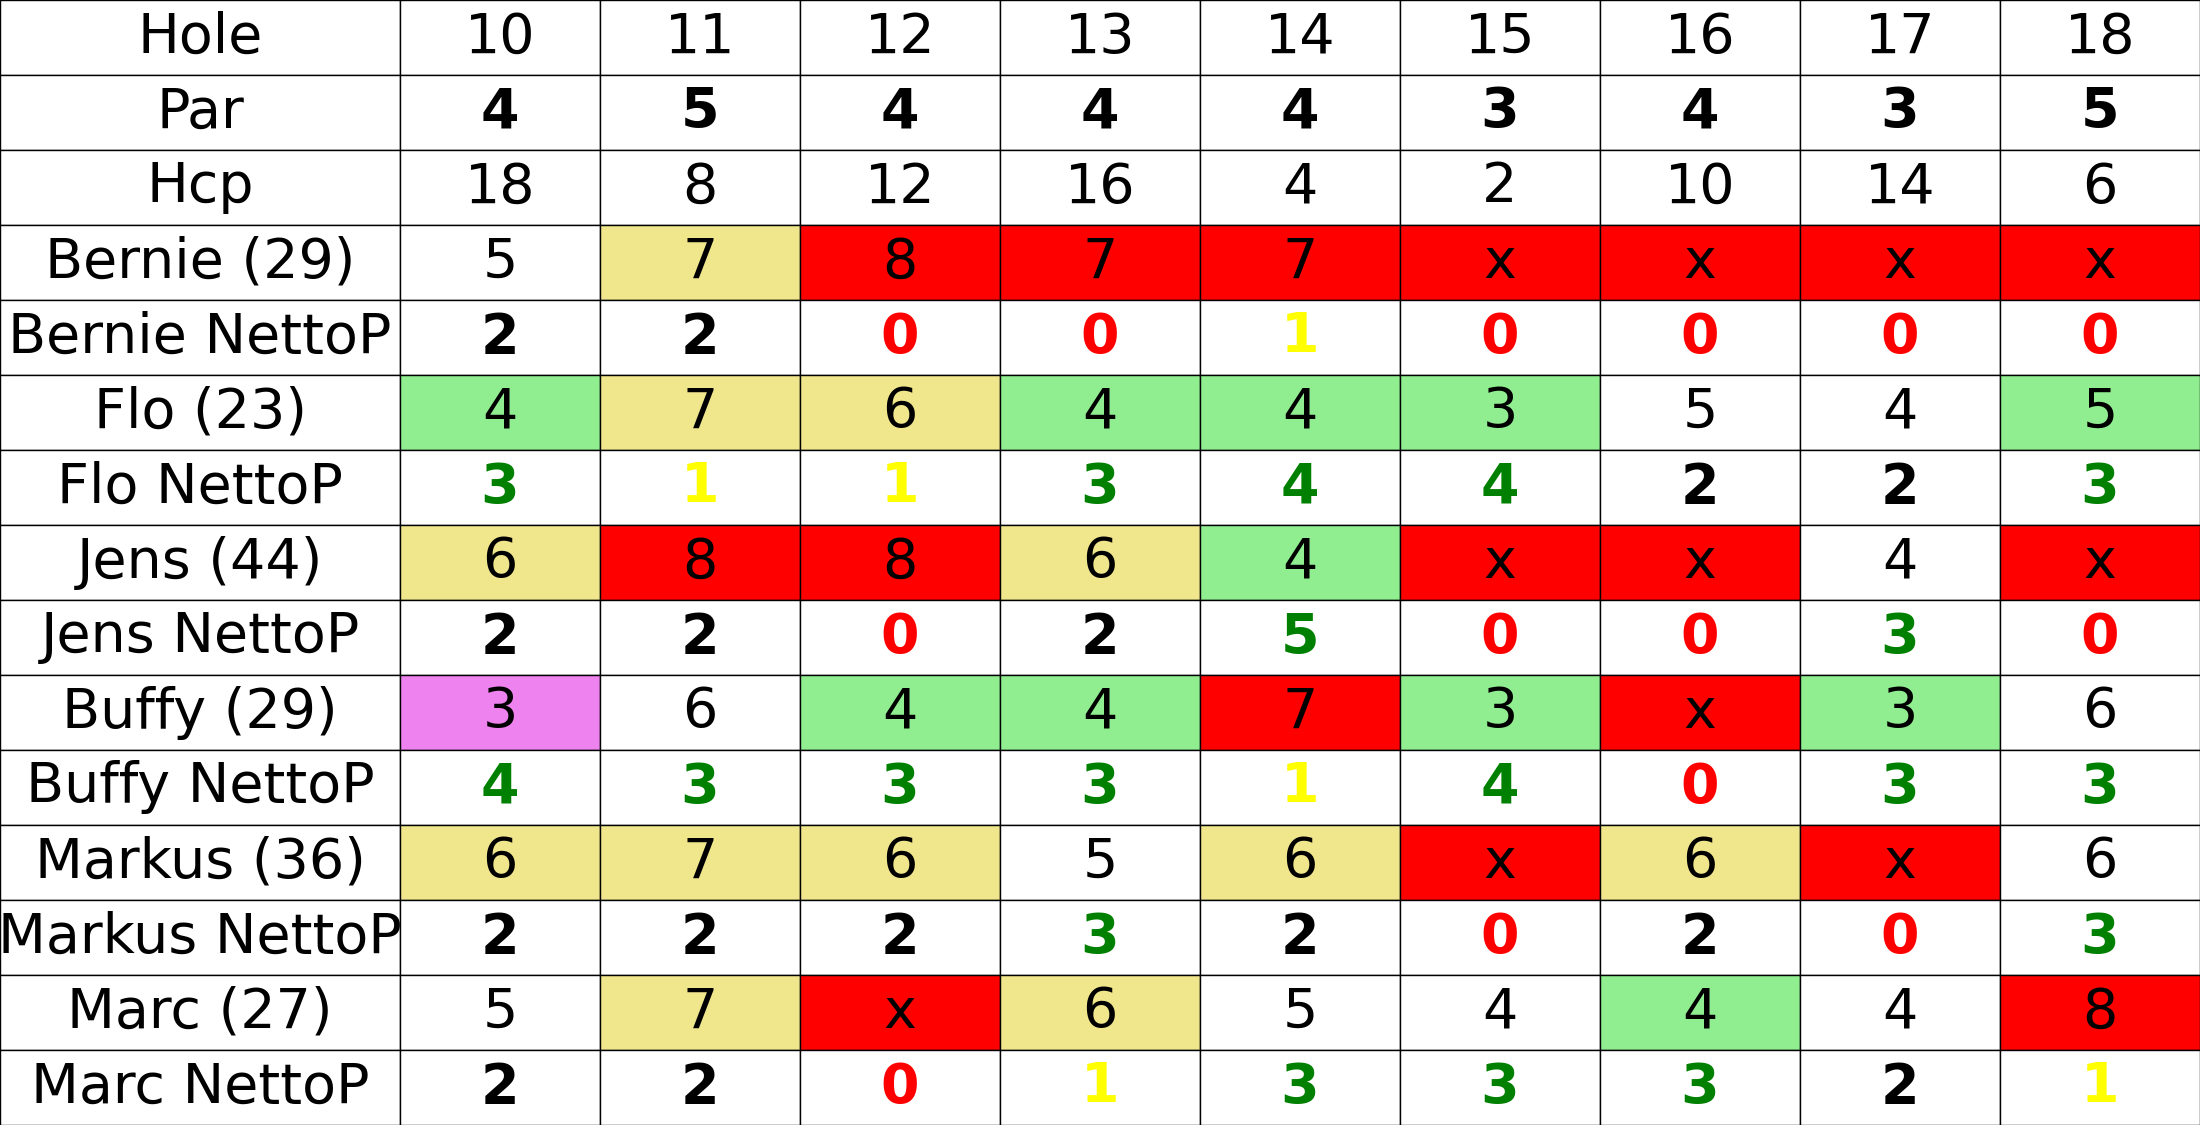 Hole 10 11 12 13 14 15 16 17 18
Par 4 5 4 4 4 3 4 3 5
Hcp 18 8 12 16 4 2 10 14 6
Bernie (29) 5 7 8 7 7 x x x x
Bernie NettoP 2 2 0 0 1 0 0 0 0
Flo (23) 4 7 6 4 4 3 5 4 5
Flo NettoP 3 1 1 3 4 4 2 2 3
Jens (44) 6 8 8 6 4 x x 4 x
Jens NettoP 2 2 0 2 5 0 0 3 0
Buffy (29) 3 6 4 4 7 3 x 3 6
Buffy NettoP 4 3 3 3 1 4 0 3 3
Markus (36) 6 7 6 5 6 x 6 x 6
Markus NettoP 2 2 2 3 2 0 2 0 3
Marc (27) 5 7 x 6 5 4 4 4 8
Marc NettoP 2 2 0 1 3 3 3 2 1